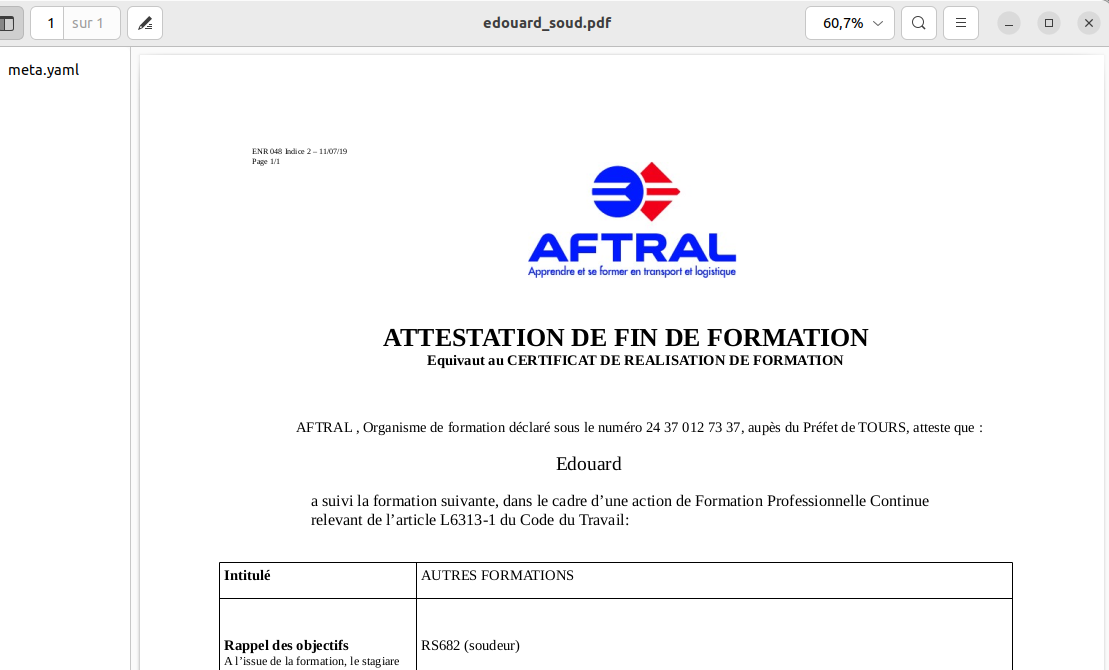 1 sur 1
edouard_soud.pdf
60,7%
meta.yaml
ENR 048 Indice 2 – 11/07/19
Page 1/1
AFTRAL
Apprendre et se former en transport et logistique
ATTESTATION DE FIN DE FORMATION
Equivaut au CERTIFICAT DE REALISATION DE FORMATION
AFTRAL , Organisme de formation déclaré sous le numéro 24 37 012 73 37, aupès du Préfet de TOURS, atteste que :
Edouard
a suivi la formation suivante, dans le cadre d’une action de Formation Professionnelle Continue
relevant de l’article L6313-1 du Code du Travail:
Intitulé AUTRES FORMATIONS
Rappel des objectifs RS682 (soudeur)
A l’issue de la formation, le stagiare